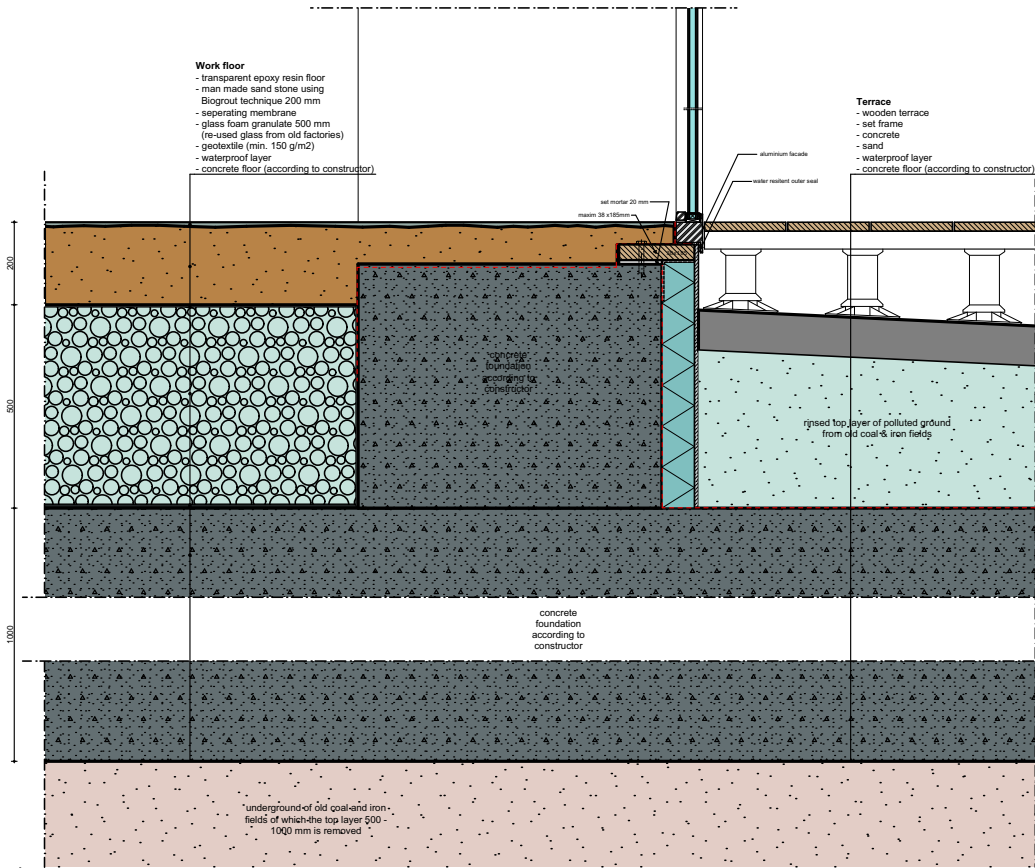 Work floor
- transparent epoxy resin floor
- man made sand stone using
Biogrout technique 200 mm
- seperating membrane
- glass foam granulate 500 mm
(re-used glass from old factories)
- geotextile (min. 150 g/m2)
- waterproof layer
- concrete floor (according to constructor)
Terrace
- wooden terrace
- set frame
- concrete
- sand
- waterproof layer
- concrete floor (according to constructor)
aluminium facade
water resilent outer seal
set mortar 20 mm
maxim 38 x185mm
200
500
1000
concrete
foundation
according to
constructor
rinsed top layer of polluted ground
from old coal & iron fields
concrete
foundation
according to
constructor
underground of old coal and iron
fields of which the top layer 500 -
1000 mm is removed